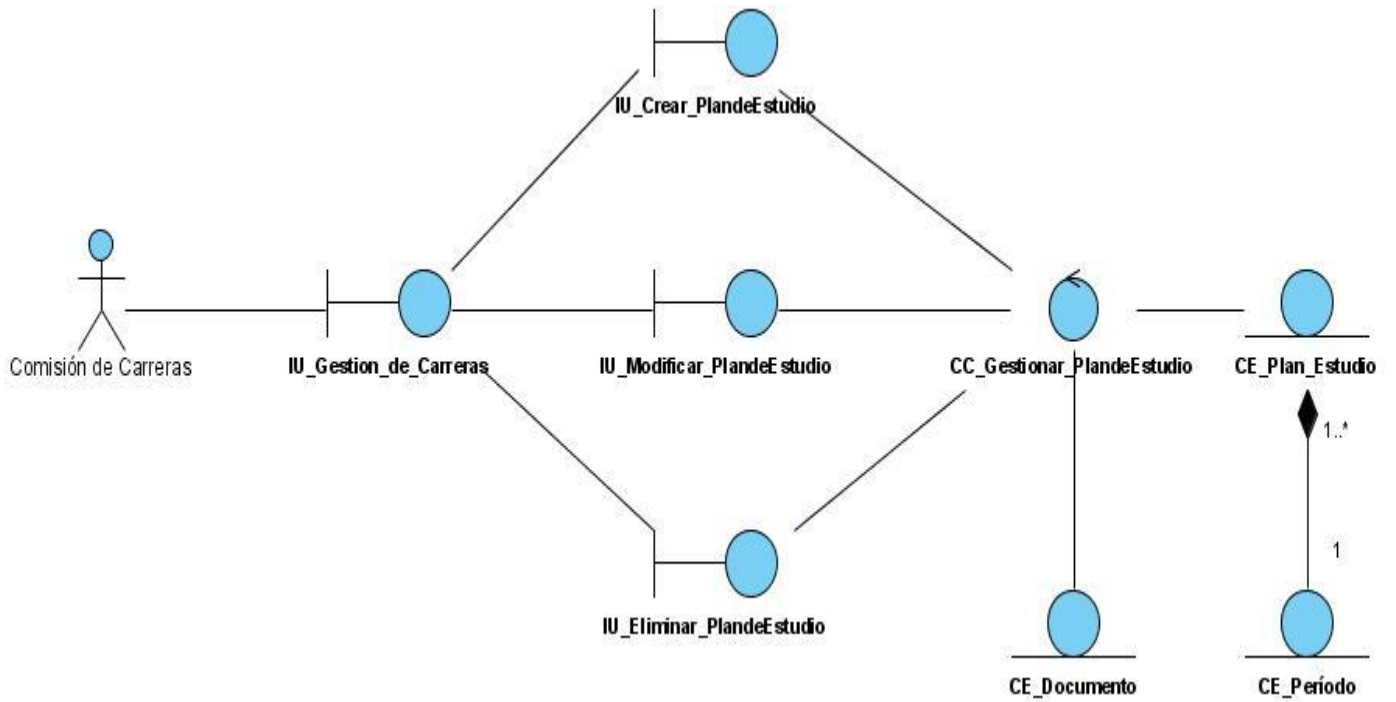 IU_Crear_PlandeEstudio
Comisión de Carreras
IU_Gestion_de_Carreras
IU_Modificar_PlandeEstudio
CC_Gestionar_PlandeEstudio
CE_Plan_Estudio
1..*
1
IU_Eliminar_PlandeEstudio
CE_Documento
CE_Período